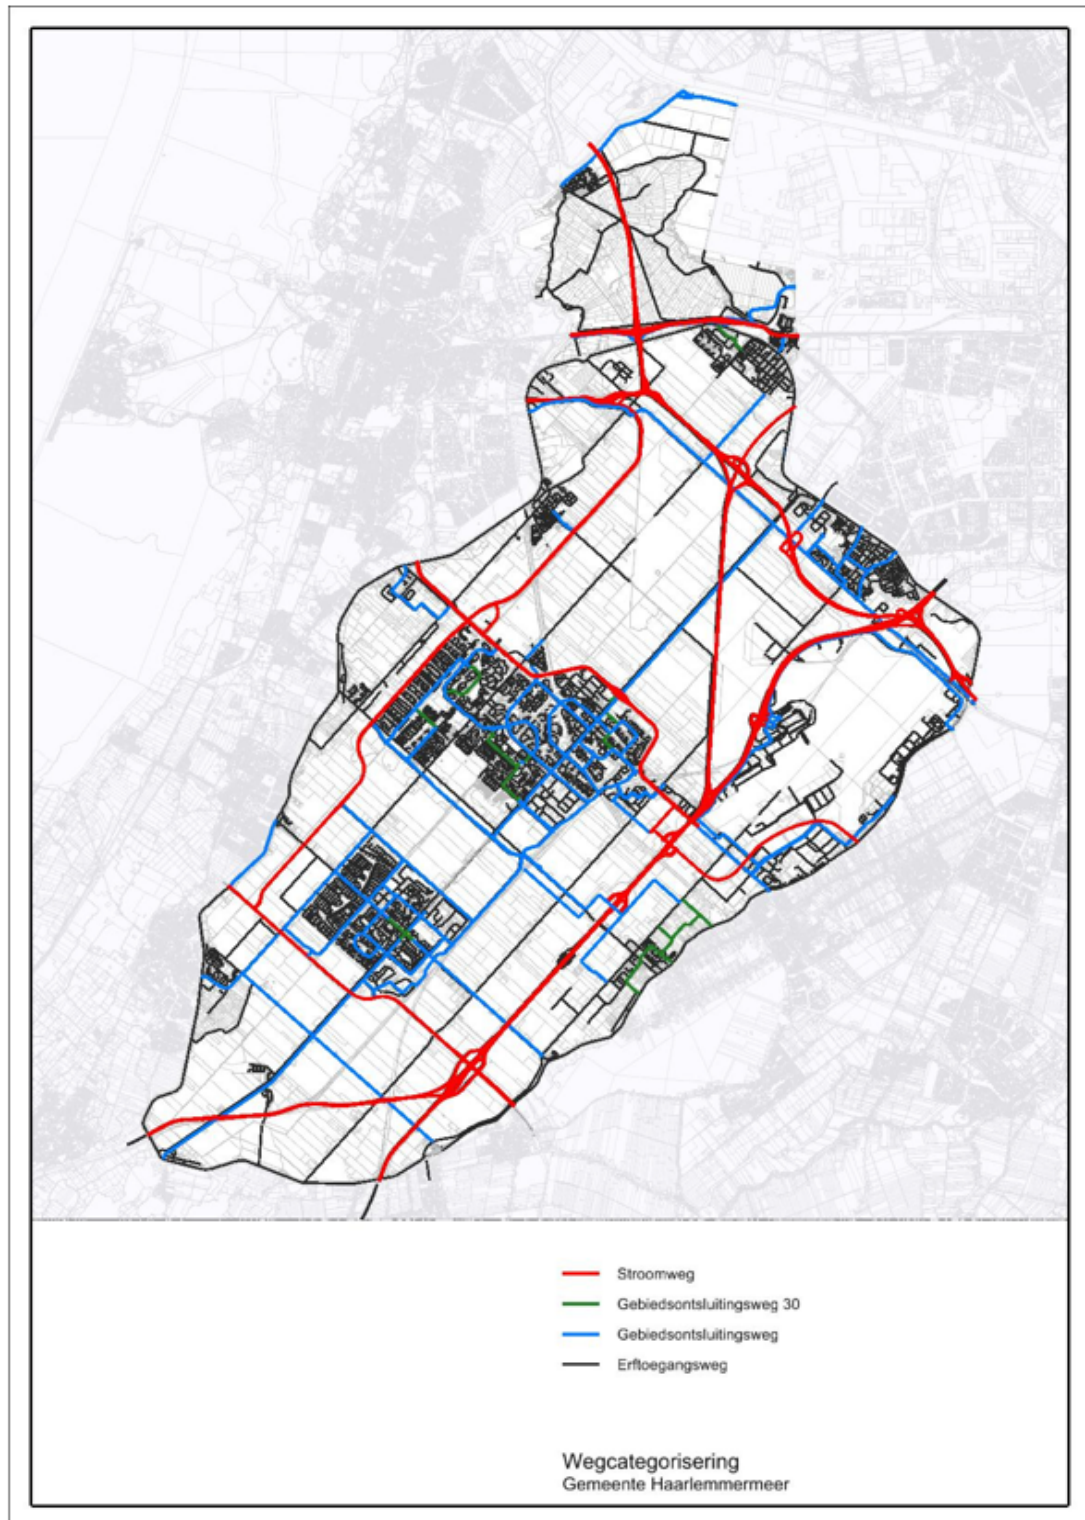 Stroomweg
Gebiedsontsluitingsweg 30
Gebiedsontsluitingsweg
Erftoegangsweg
Wegcategorisering
Gemeente Haarlemmermeer